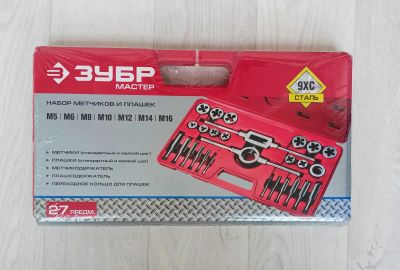 ЗУБР
МАСТЕР
9ХС
СТАЛЬ
НАБОР МЕТЧИКОВ И ПЛАШЕК
М5 | М6 | М8 | М10 | М12 | М14 | М16
МЕТЧИКИ (стандартный и мелкий шаг)
ПЛАШКИ (стандартный и мелкий шаг)
МЕТЧИКОДЕРЖАТЕЛЬ
ПЛАШКОДЕРЖАТЕЛЬ
ПЕРЕХОДНОЕ КОЛЬЦО ДЛЯ ПЛАШЕК
27 ПРЕДМ.